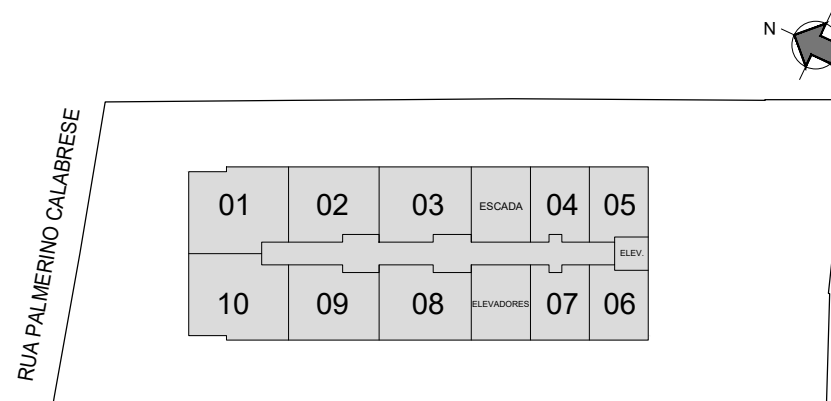 N
RUA PALMERINO CALABRESE
01 02 03 ESCADA 04 05
ELEV.
10 09 08 ELEVADORES 07 06